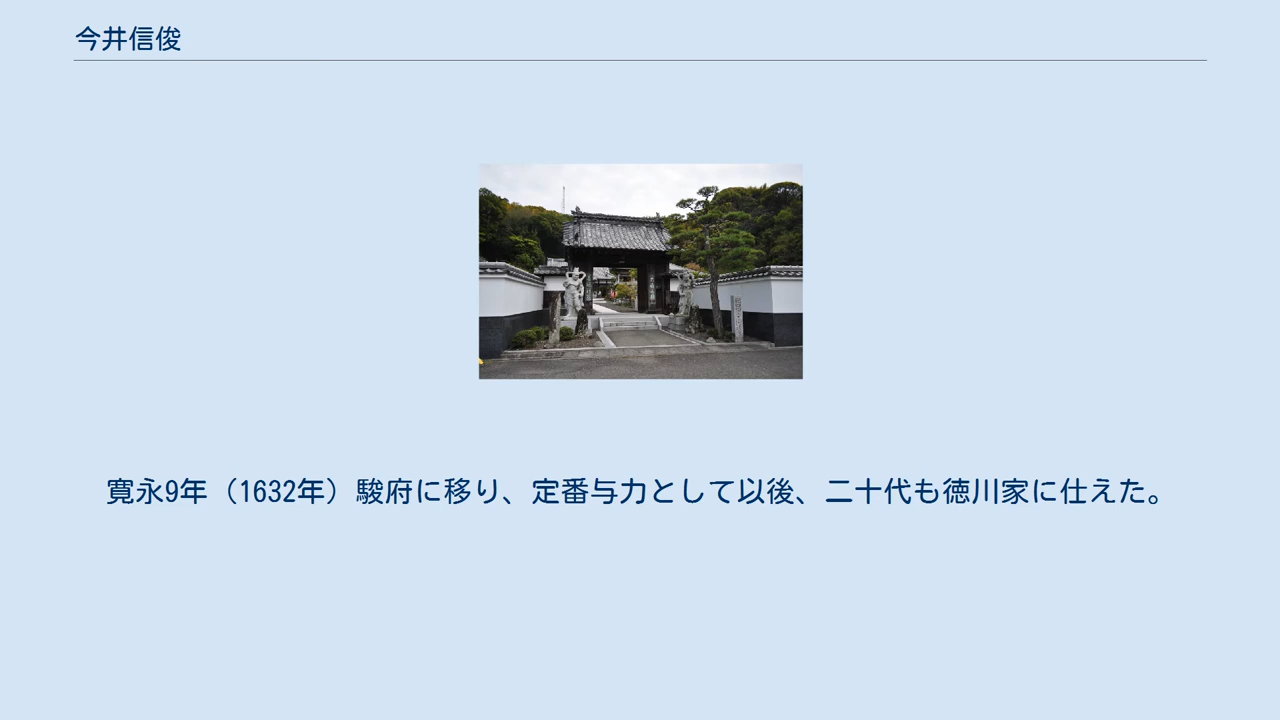 今井信俊
寛永9年（1632年）駿府に移り、定番与力として以後、二十代も徳川家に仕えた。